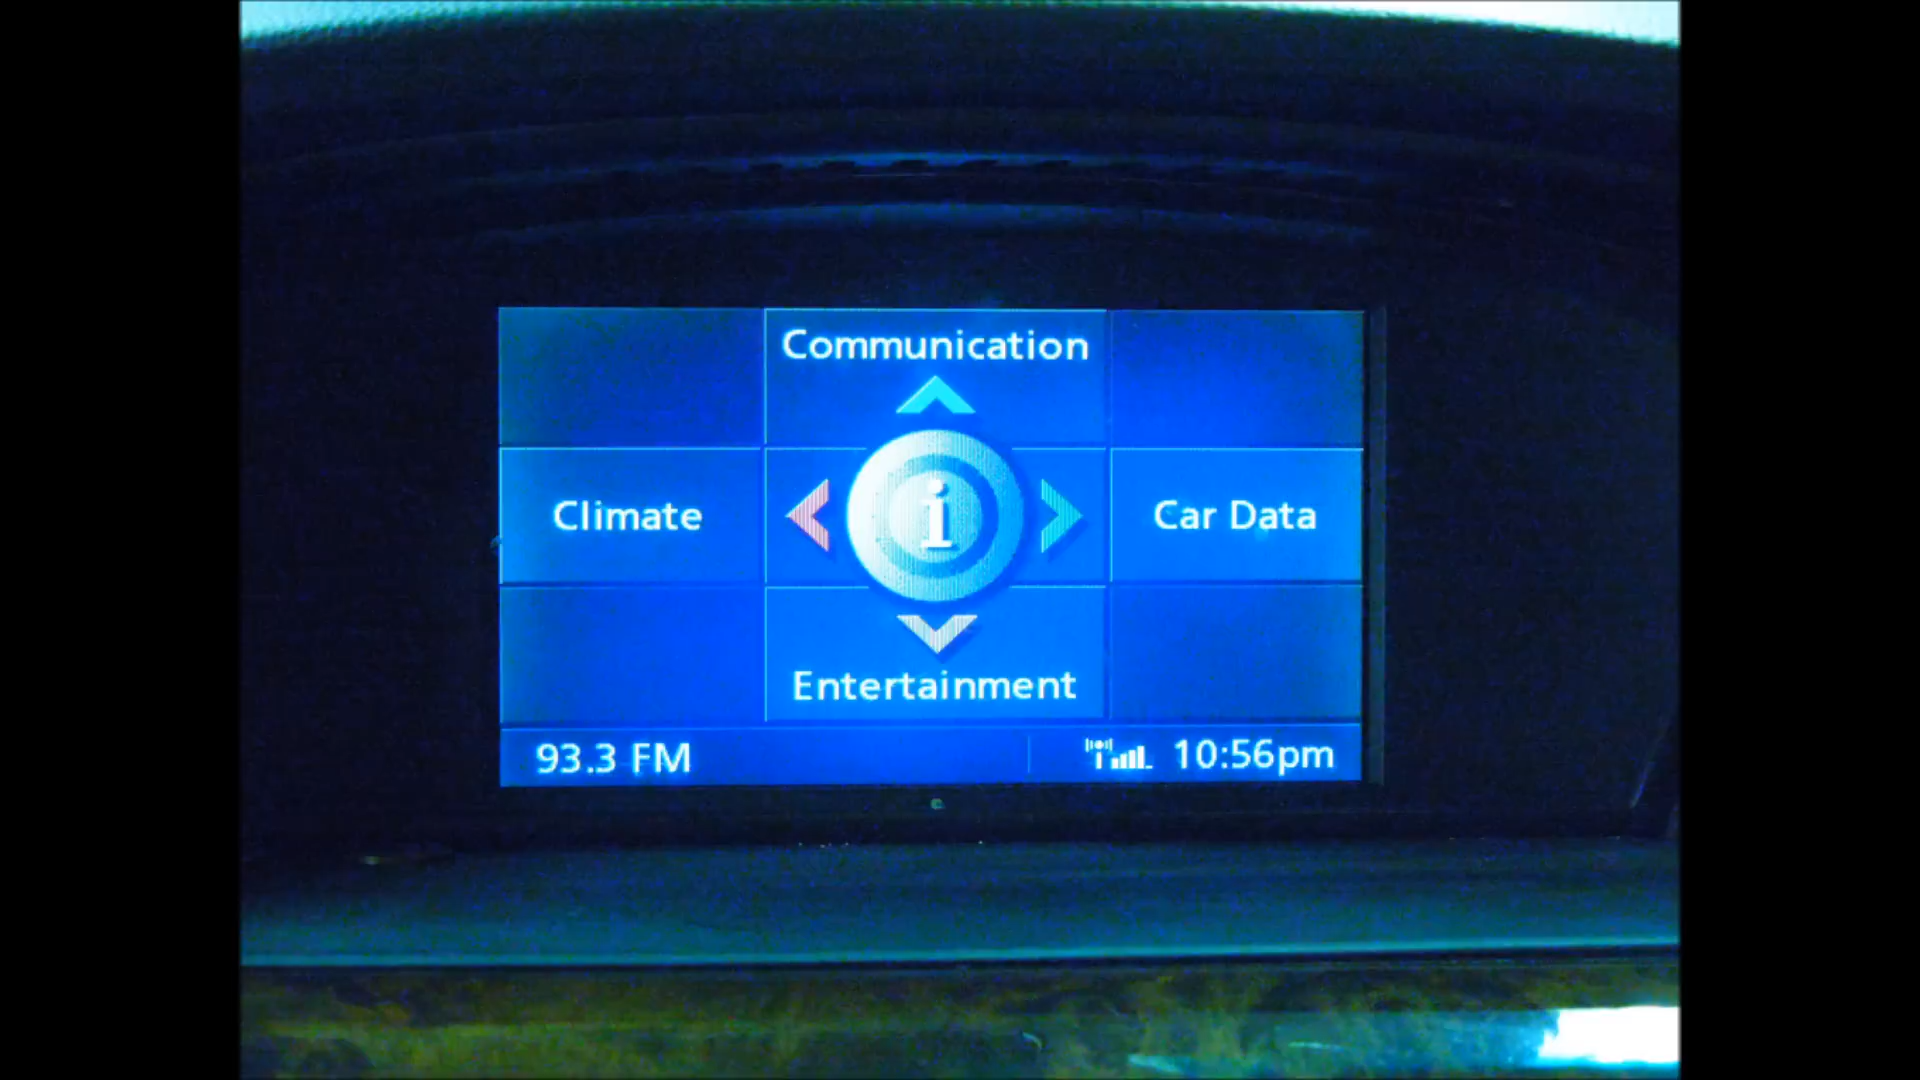 Communication
Climate
i
Car Data
Entertainment
93.3 FM
10:56pm